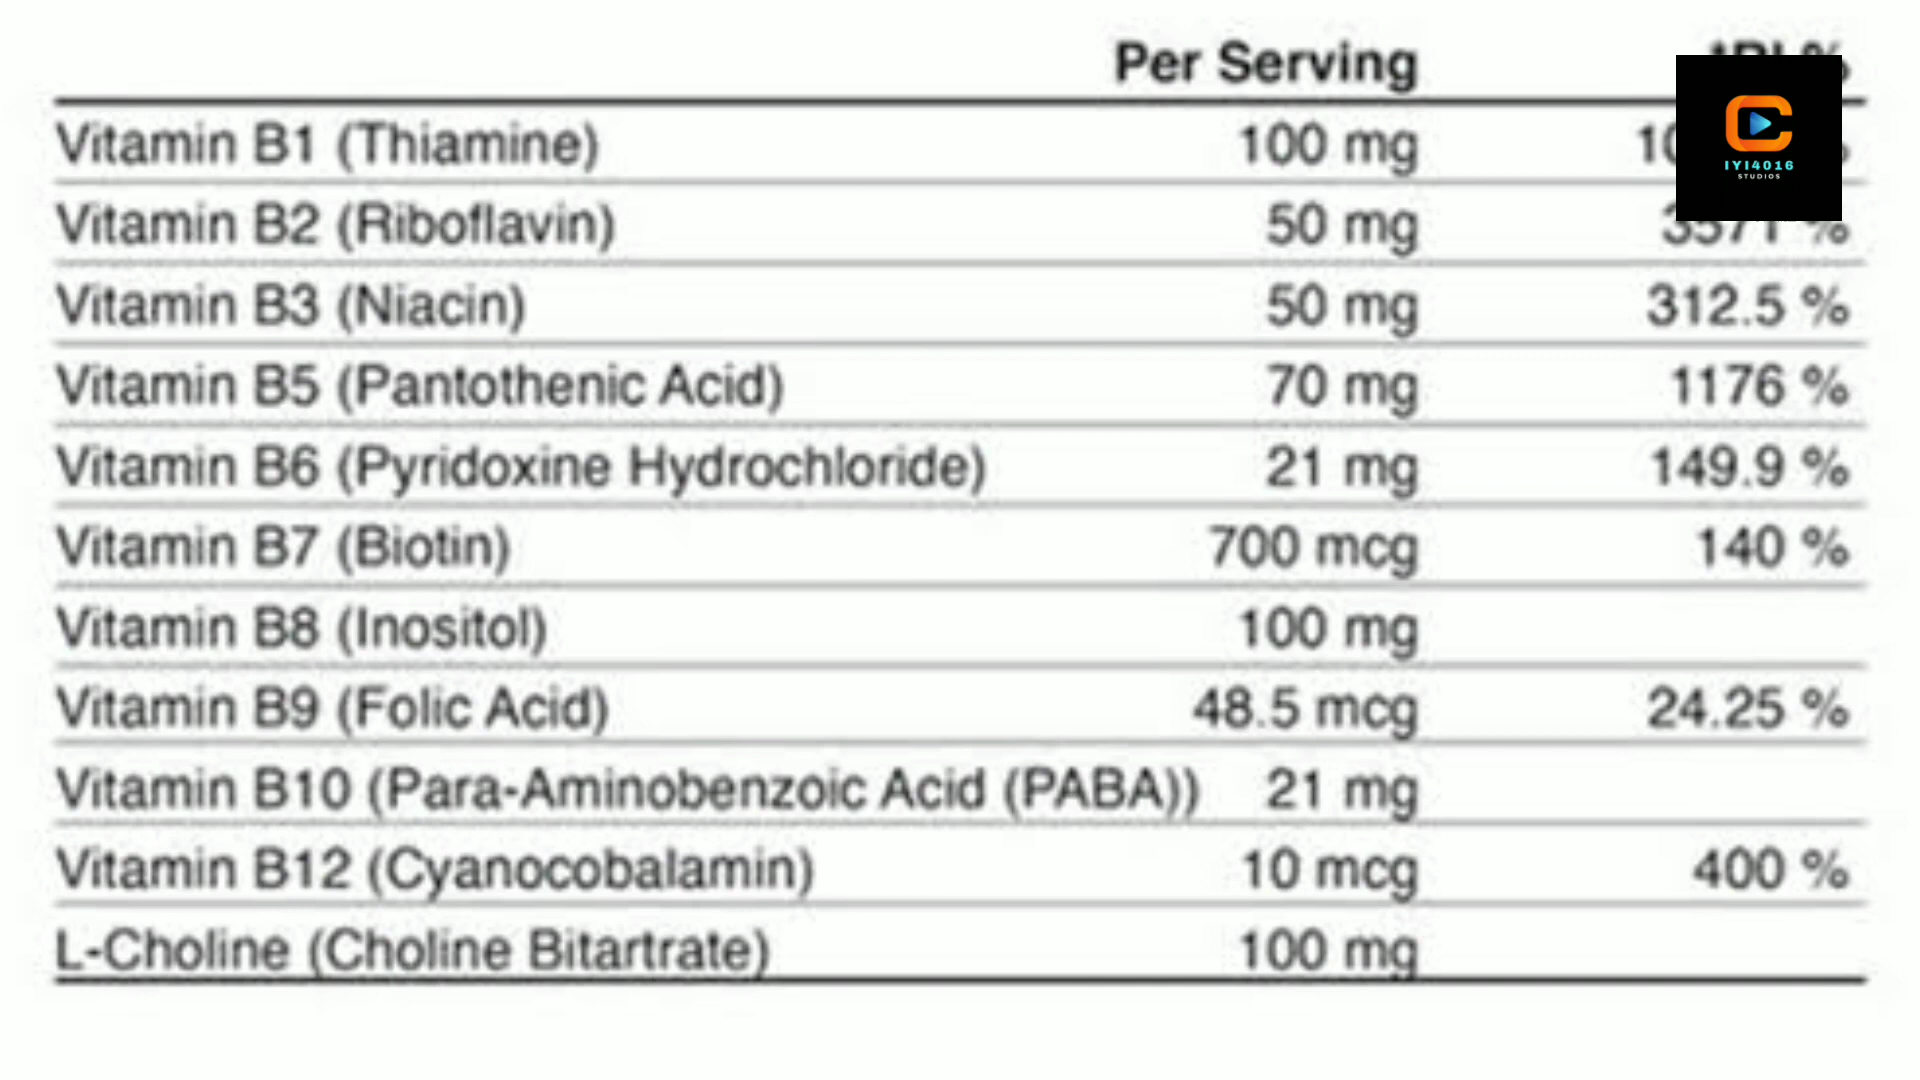 Per Serving
Vitamin B1 (Thiamine) 100 mg
Vitamin B2 (Riboflavin) 50 mg 3571 %
Vitamin B3 (Niacin) 50 mg 312.5 %
Vitamin B5 (Pantothenic Acid) 70 mg 1176 %
Vitamin B6 (Pyridoxine Hydrochloride) 21 mg 149.9 %
Vitamin B7 (Biotin) 700 mcg 140 %
Vitamin B8 (Inositol) 100 mg
Vitamin B9 (Folic Acid) 48.5 mcg 24.25 %
Vitamin B10 (Para-Aminobenzoic Acid (PABA)) 21 mg
Vitamin B12 (Cyanocobalamin) 10 mcg 400 %
L-Choline (Choline Bitartrate) 100 mg
IYI4016
STUDIOS